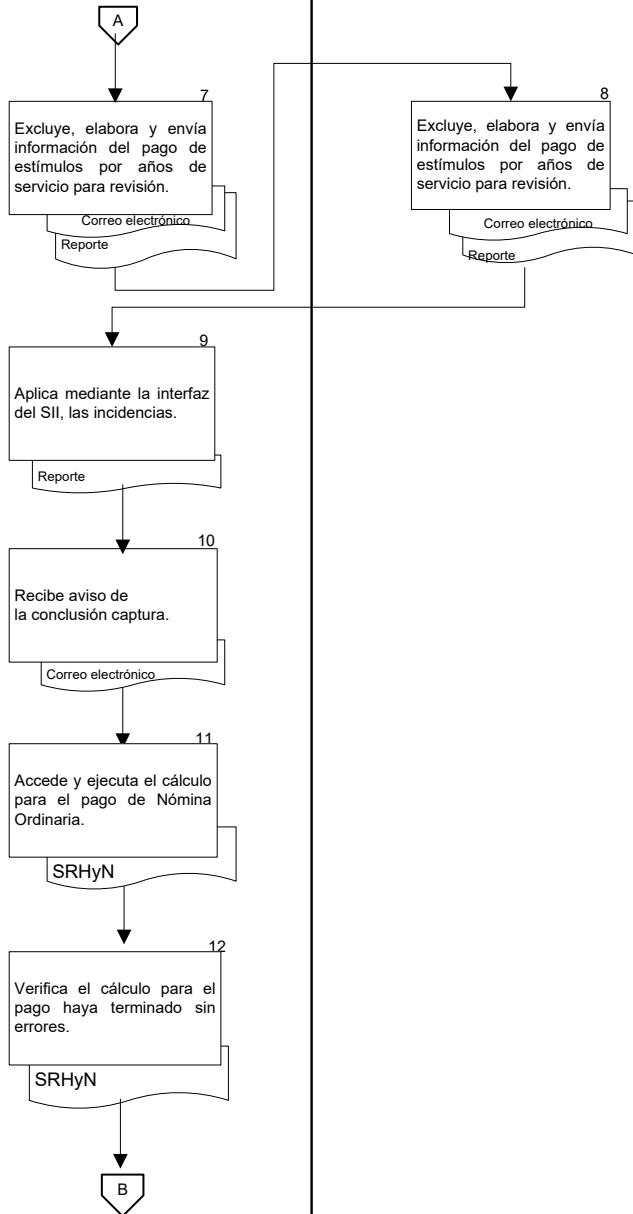 A
7
Excluye, elabora y envía
información del pago de
estímulos por años de
servicio para revisión.
Correo electrónico
Reporte
8
Excluye, elabora y envía
información del pago de
estímulos por años de
servicio para revisión.
Correo electrónico
Reporte
9
Aplica mediante la interfaz
del SII, las incidencias.
Reporte
10
Recibe aviso de
la conclusión captura.
Correo electrónico
11
Accede y ejecuta el cálculo
para el pago de Nómina
Ordinaria.
SRHyN
12
Verifica el cálculo para el
pago haya terminado sin
errores.
SRHyN
B